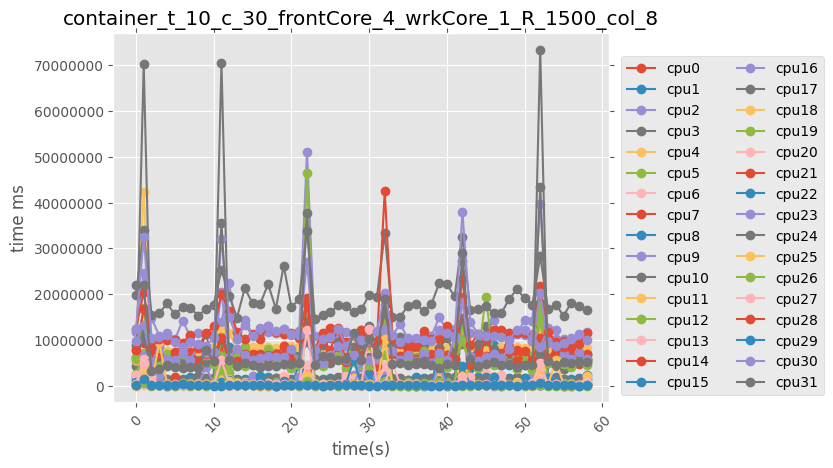 container_t_10_c_30_frontCore_4_wrkCore_1_R_1500_col_8
time ms
70000000
60000000
50000000
40000000
30000000
20000000
10000000
0
0
10
20
30
40
50
60
time(s)
cpu0
cpu1
cpu2
cpu3
cpu4
cpu5
cpu6
cpu7
cpu8
cpu9
cpu10
cpu11
cpu12
cpu13
cpu14
cpu15
cpu16
cpu17
cpu18
cpu19
cpu20
cpu21
cpu22
cpu23
cpu24
cpu25
cpu26
cpu27
cpu28
cpu29
cpu30
cpu31